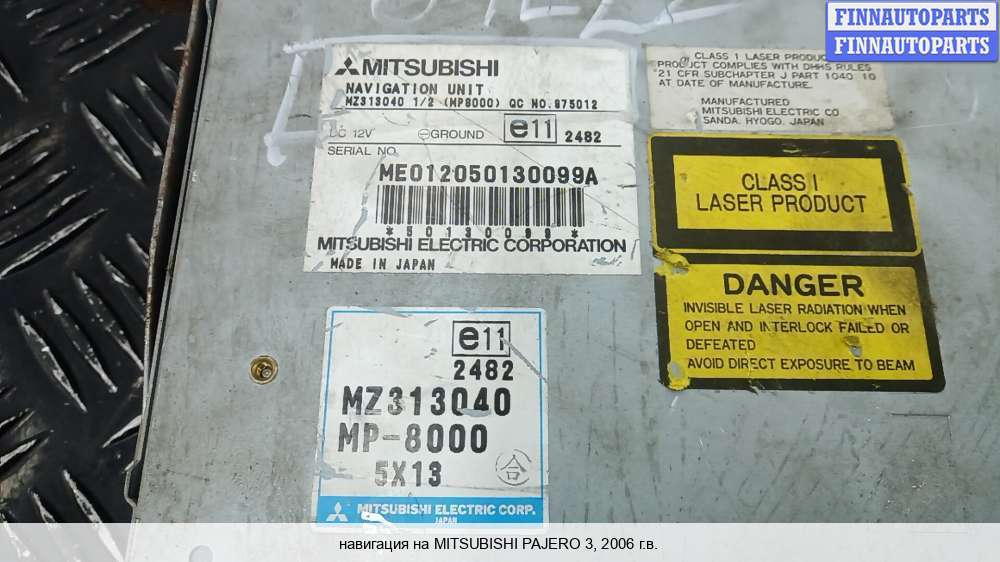 FINNAUTOPARTS
FINNAUTOPARTS
MITSUBISHI
NAVIGATION UNIT
MZ313040 1/2 (MP8000) QC NO. 875012
DC 12V ⊖GROUND e11 2482
SERIAL NO.
ME012050130099A
*50130099*
MITSUBISHI ELECTRIC CORPORATION
MADE IN JAPAN
CLASS 1 LASER
PRODUCT COMPLIES WITH DHHS RULES
21 CFR SUBCHAPTER J PART 1040.10
AT DATE OF MANUFACTURE.
MANUFACTURED
MITSUBISHI ELECTRIC CO
SANDA, HYOGO, JAPAN
CLASS I
LASER PRODUCT
DANGER
INVISIBLE LASER RADIATION WHEN
OPEN AND INTERLOCK FAILED OR
DEFEATED
AVOID DIRECT EXPOSURE TO BEAM
e11
2482
MZ313040
MP-8000
5X13
合
MITSUBISHI ELECTRIC CORP.
JAPAN
навигация на MITSUBISHI PAJERO 3, 2006 г.в.